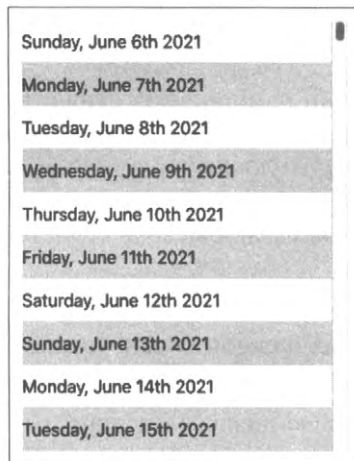 Sunday, June 6th 2021
Monday, June 7th 2021
Tuesday, June 8th 2021
Wednesday, June 9th 2021
Thursday, June 10th 2021
Friday, June 11th 2021
Saturday, June 12th 2021
Sunday, June 13th 2021
Monday, June 14th 2021
Tuesday, June 15th 2021